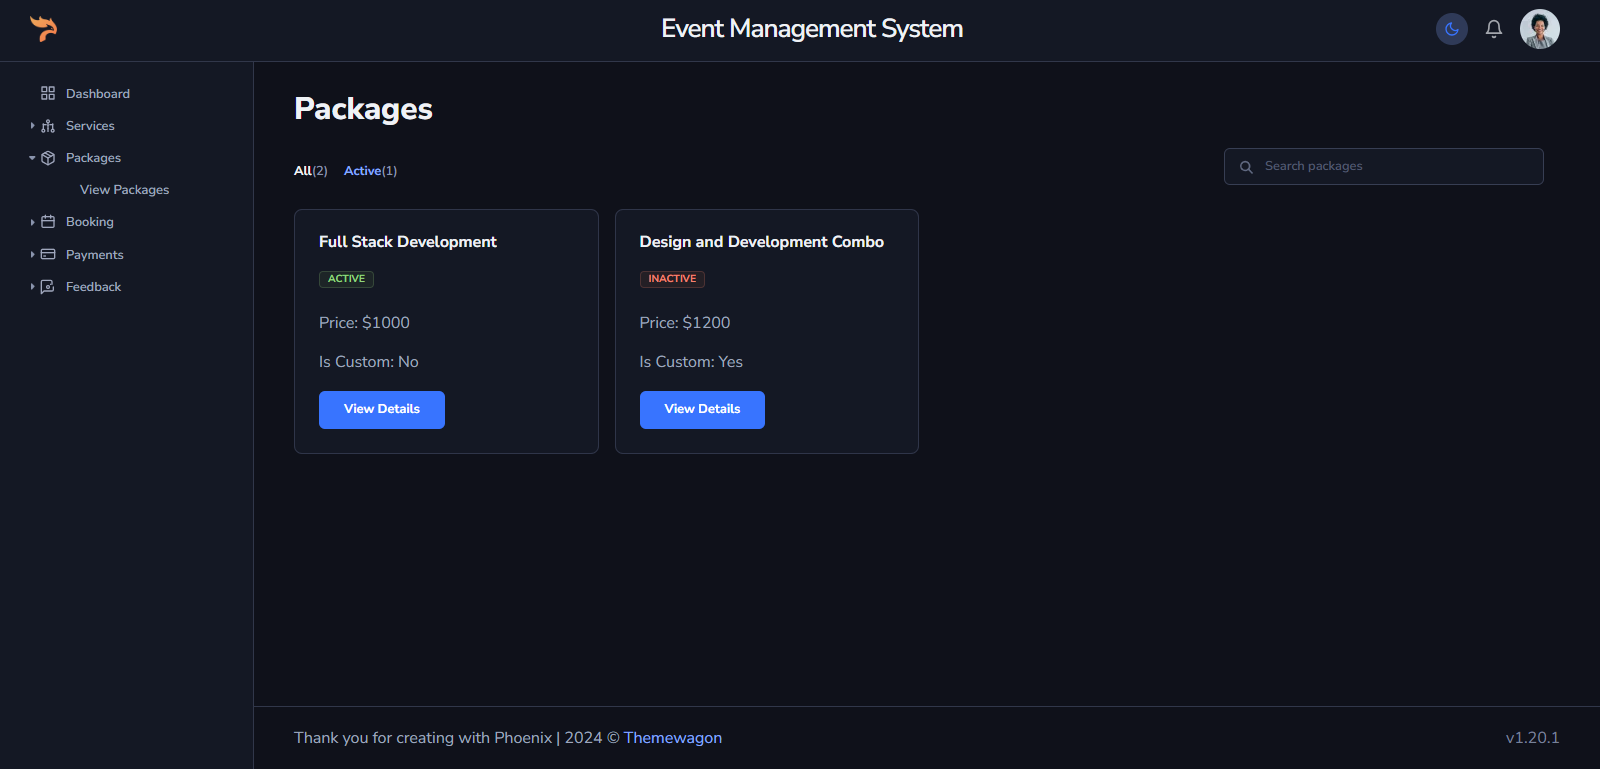 Event Management System
Dashboard
Services
Packages
View Packages
Booking
Payments
Feedback
Packages
All(2) Active(1)
Search packages
Full Stack Development
ACTIVE
Price: $1000
Is Custom: No
View Details
Design and Development Combo
INACTIVE
Price: $1200
Is Custom: Yes
View Details
Thank you for creating with Phoenix | 2024 © Themewagon
v1.20.1